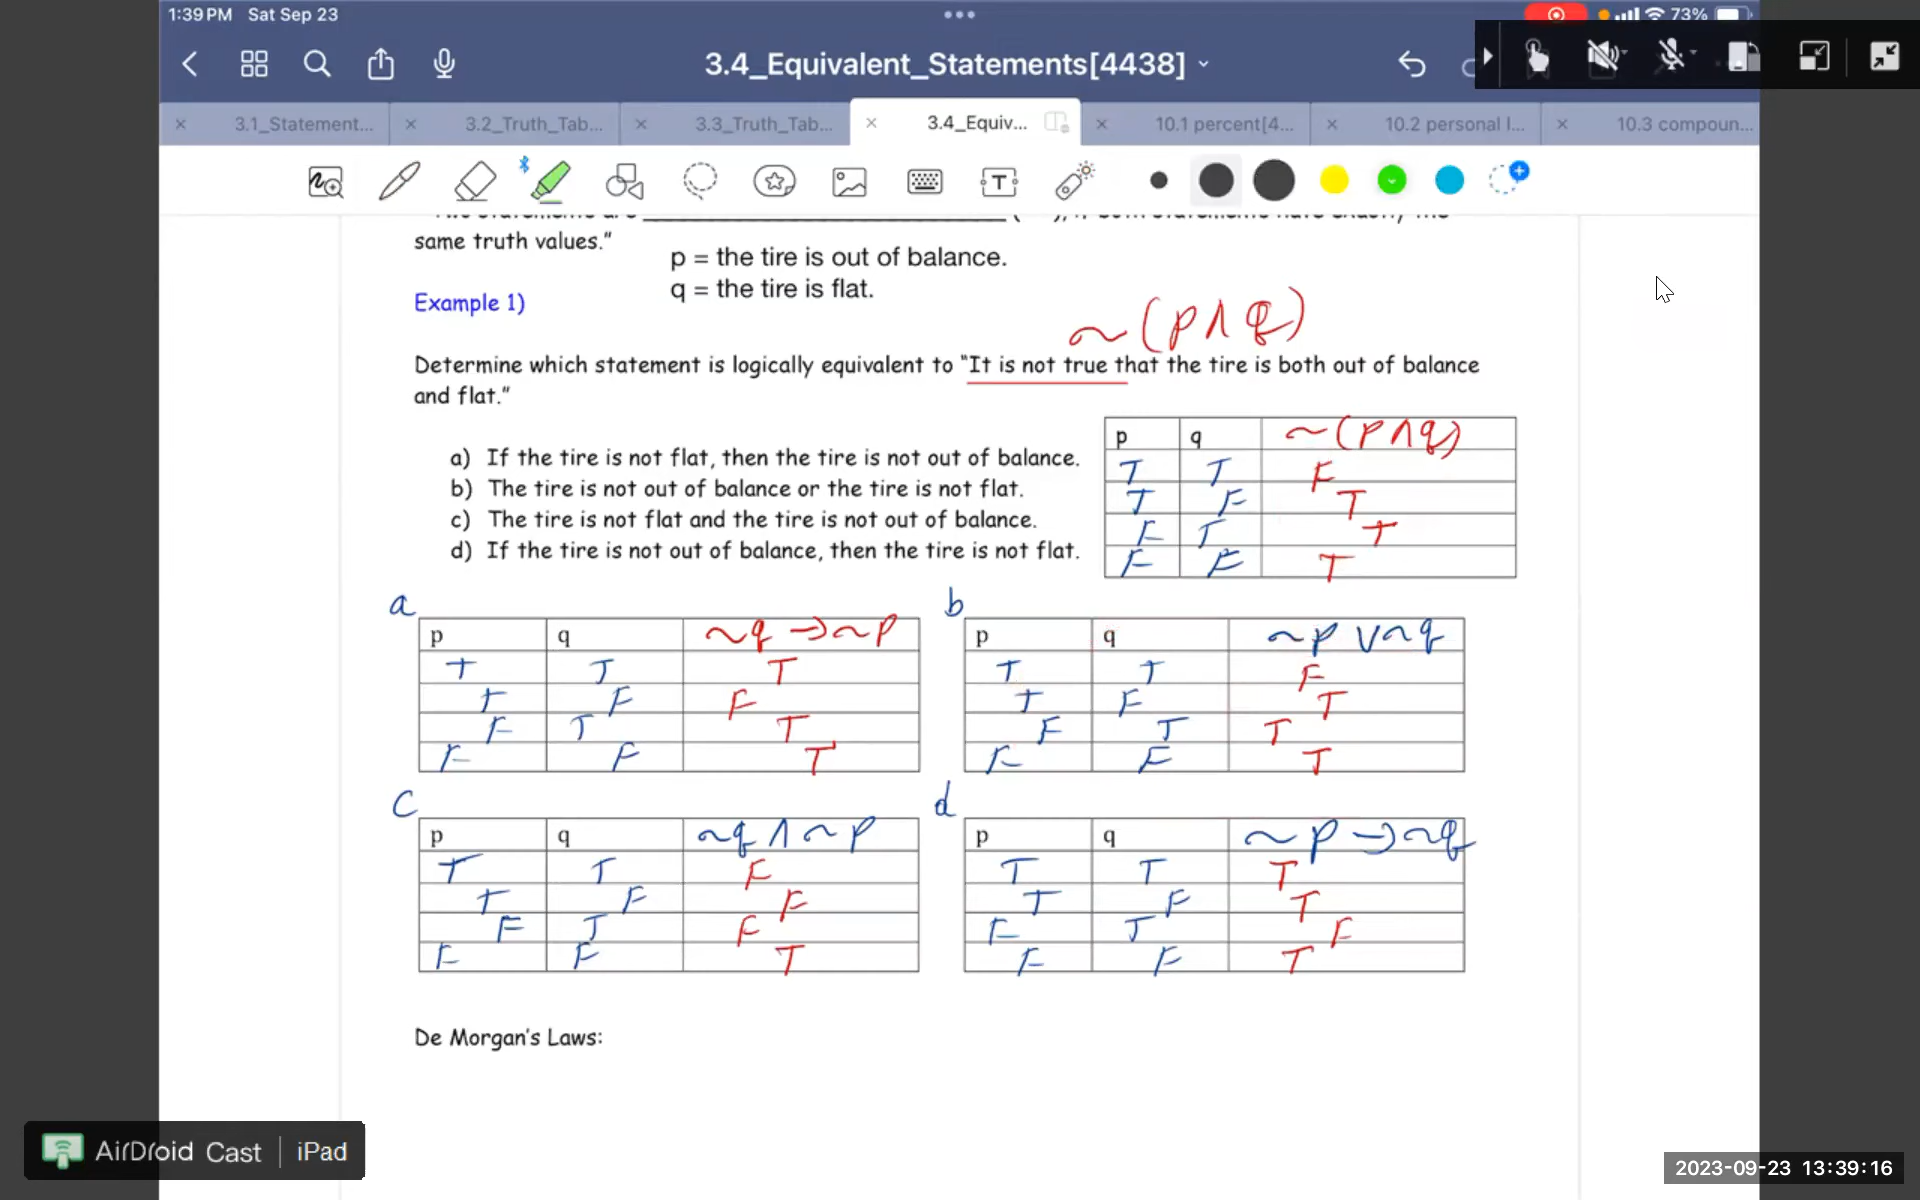 1:39 PM Sat Sep 23
73%
3.4_Equivalent_Statements[4438]
3.1_Statement... 3.2_Truth_Tab... 3.3_Truth_Tab... 3.4_Equiv... 10.1 percent[4... 10.2 personal l... 10.3 compoun...
same truth values."
p = the tire is out of balance.
q = the tire is flat.
Example 1)
~(p∧q)
Determine which statement is logically equivalent to "It is not true that the tire is both out of balance
and flat."
a) If the tire is not flat, then the tire is not out of balance.
b) The tire is not out of balance or the tire is not flat.
c) The tire is not flat and the tire is not out of balance.
d) If the tire is not out of balance, then the tire is not flat.
p q ~(p∧q)
T T F
T F T
F T T
F F T
a
p q ~q→~p
T T T
T F F
F T T
F F T
b
p q ~p∨~q
T T F
T F T
F T T
F F T
c
p q ~q∧~p
T T F
T F F
F T F
F F T
d
p q ~p→~q
T T T
T F T
F T F
F F T
De Morgan's Laws:
AirDroid Cast | iPad
2023-09-23 13:39:16